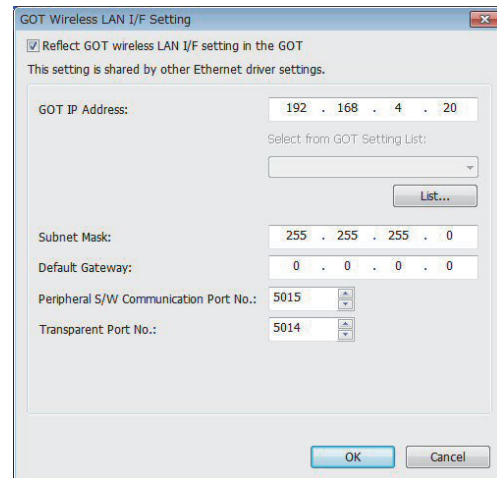 GOT Wireless LAN I/F Setting
Reflect GOT wireless LAN I/F setting in the GOT
This setting is shared by other Ethernet driver settings.
GOT IP Address: 192 . 168 . 4 . 20
Select from GOT Setting List:
List...
Subnet Mask: 255 . 255 . 255 . 0
Default Gateway: 0 . 0 . 0 . 0
Peripheral S/W Communication Port No.: 5015
Transparent Port No.: 5014
OK Cancel